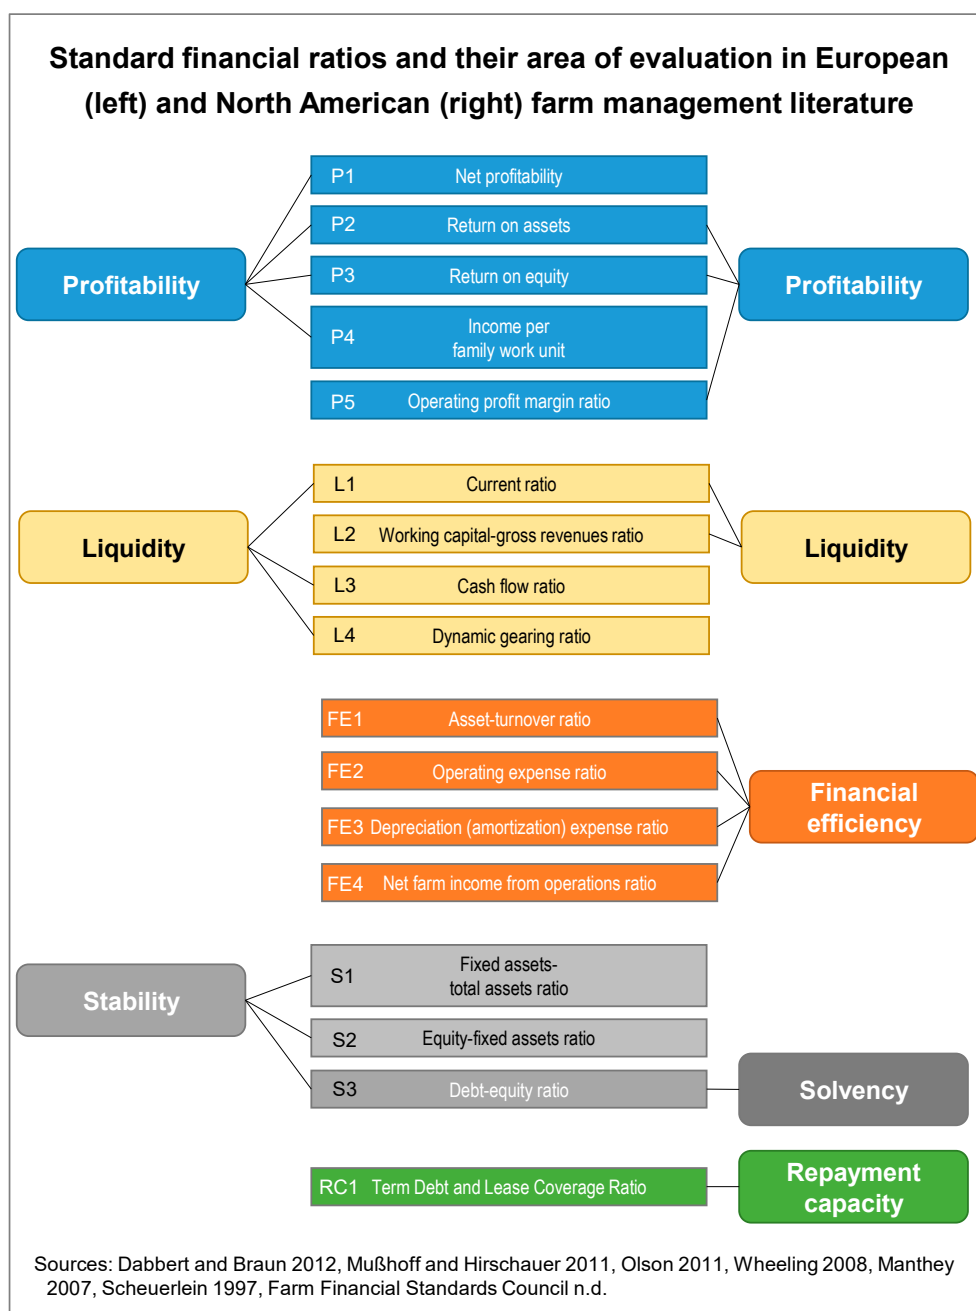 Standard financial ratios and their area of evaluation in European
(left) and North American (right) farm management literature
P1 Net profitability
P2 Return on assets
Profitability
P3 Return on equity
Profitability
P4 Income per
family work unit
P5 Operating profit margin ratio
L1 Current ratio
Liquidity
L2 Working capital-gross revenues ratio
Liquidity
L3 Cash flow ratio
L4 Dynamic gearing ratio
FE1 Asset-turnover ratio
FE2 Operating expense ratio
Financial
efficiency
FE3 Depreciation (amortization) expense ratio
FE4 Net farm income from operations ratio
Stability
S1 Fixed assets-
total assets ratio
S2 Equity-fixed assets ratio
S3 Debt-equity ratio
Solvency
RC1 Term Debt and Lease Coverage Ratio
Repayment
capacity
Sources: Dabbert and Braun 2012, Mußhoff and Hirschauer 2011, Olson 2011, Wheeling 2008, Manthey
2007, Scheuerlein 1997, Farm Financial Standards Council n.d.